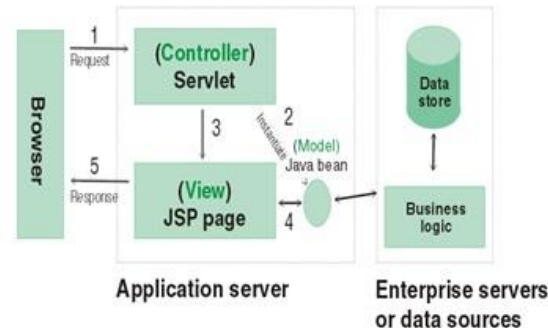 Browser
1
Request
(Controller)
Servlet
2
Instantiate
3
(Model)
Java bean
5
Response
(View)
JSP page
4
Data
store
Business
logic
Application server
Enterprise servers
or data sources